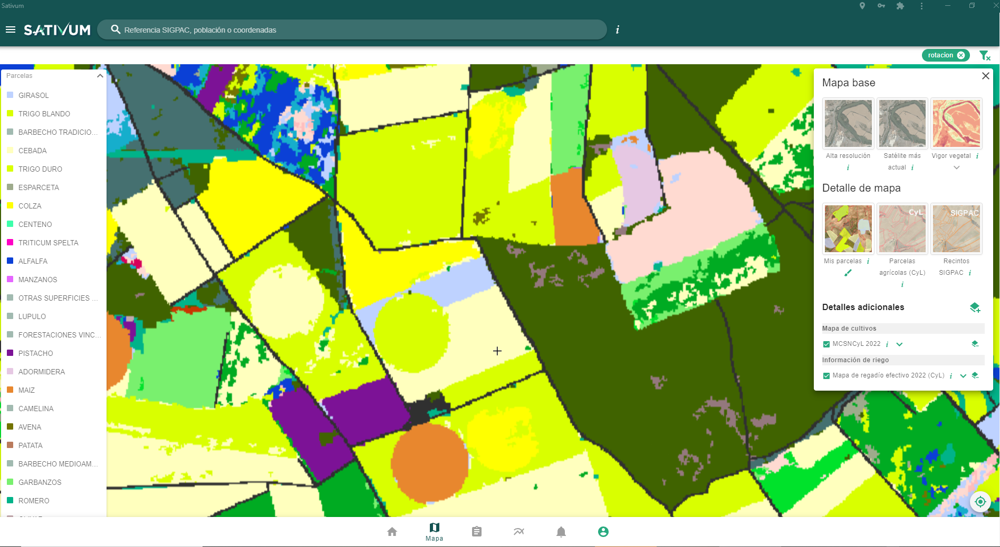 Sativum
SATIVUM
Referencia SIGPAC, población o coordenadas
i
rotacion
Parcelas
GIRASOL
TRIGO BLANDO
BARBECHO TRADICIO...
CEBADA
TRIGO DURO
ESPARCETA
COLZA
CENTENO
TRITICUM SPELTA
ALFALFA
MANZANOS
OTRAS SUPERFICIES ...
LUPULO
FORESTACIONES VINC...
PISTACHO
ADORMIDERA
MAIZ
CAMELINA
AVENA
PATATA
BARBECHO MEDIOAM...
GARBANZOS
ROMERO
Mapa base
Alta resolución i
Satélite más actual i
Vigor vegetal i
Detalle de mapa
CyL
SIGPAC
Mis parcelas i
Parcelas agrícolas (CyL) i
Recintos SIGPAC i
Detalles adicionales
Mapa de cultivos
MCSNCyL 2022 i
Información de riego
Mapa de regadío efectivo 2022 (CyL) i
Mapa